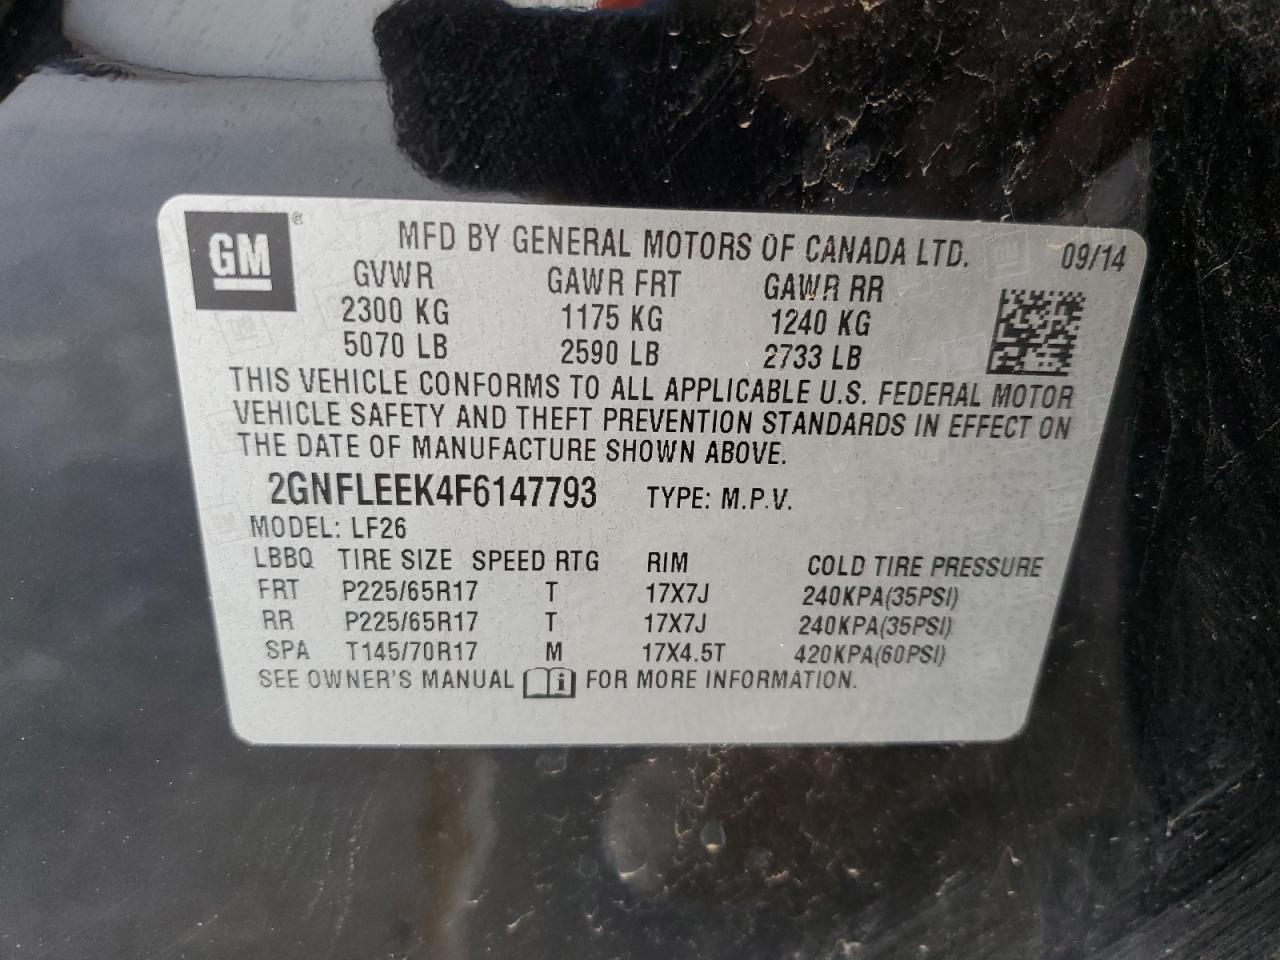 GM ®
MFD BY GENERAL MOTORS OF CANADA LTD. 09/14
GVWR GAWR FRT GAWR RR
2300 KG 1175 KG 1240 KG
5070 LB 2590 LB 2733 LB
THIS VEHICLE CONFORMS TO ALL APPLICABLE U.S. FEDERAL MOTOR
VEHICLE SAFETY AND THEFT PREVENTION STANDARDS IN EFFECT ON
THE DATE OF MANUFACTURE SHOWN ABOVE.
2GNFLEEK4F6147793 TYPE: M.P.V.
MODEL: LF26
LBBQ TIRE SIZE SPEED RTG RIM COLD TIRE PRESSURE
FRT P225/65R17 T 17X7J 240KPA(35PSI)
RR P225/65R17 T 17X7J 240KPA(35PSI)
SPA T145/70R17 M 17X4.5T 420KPA(60PSI)
SEE OWNER'S MANUAL i FOR MORE INFORMATION.